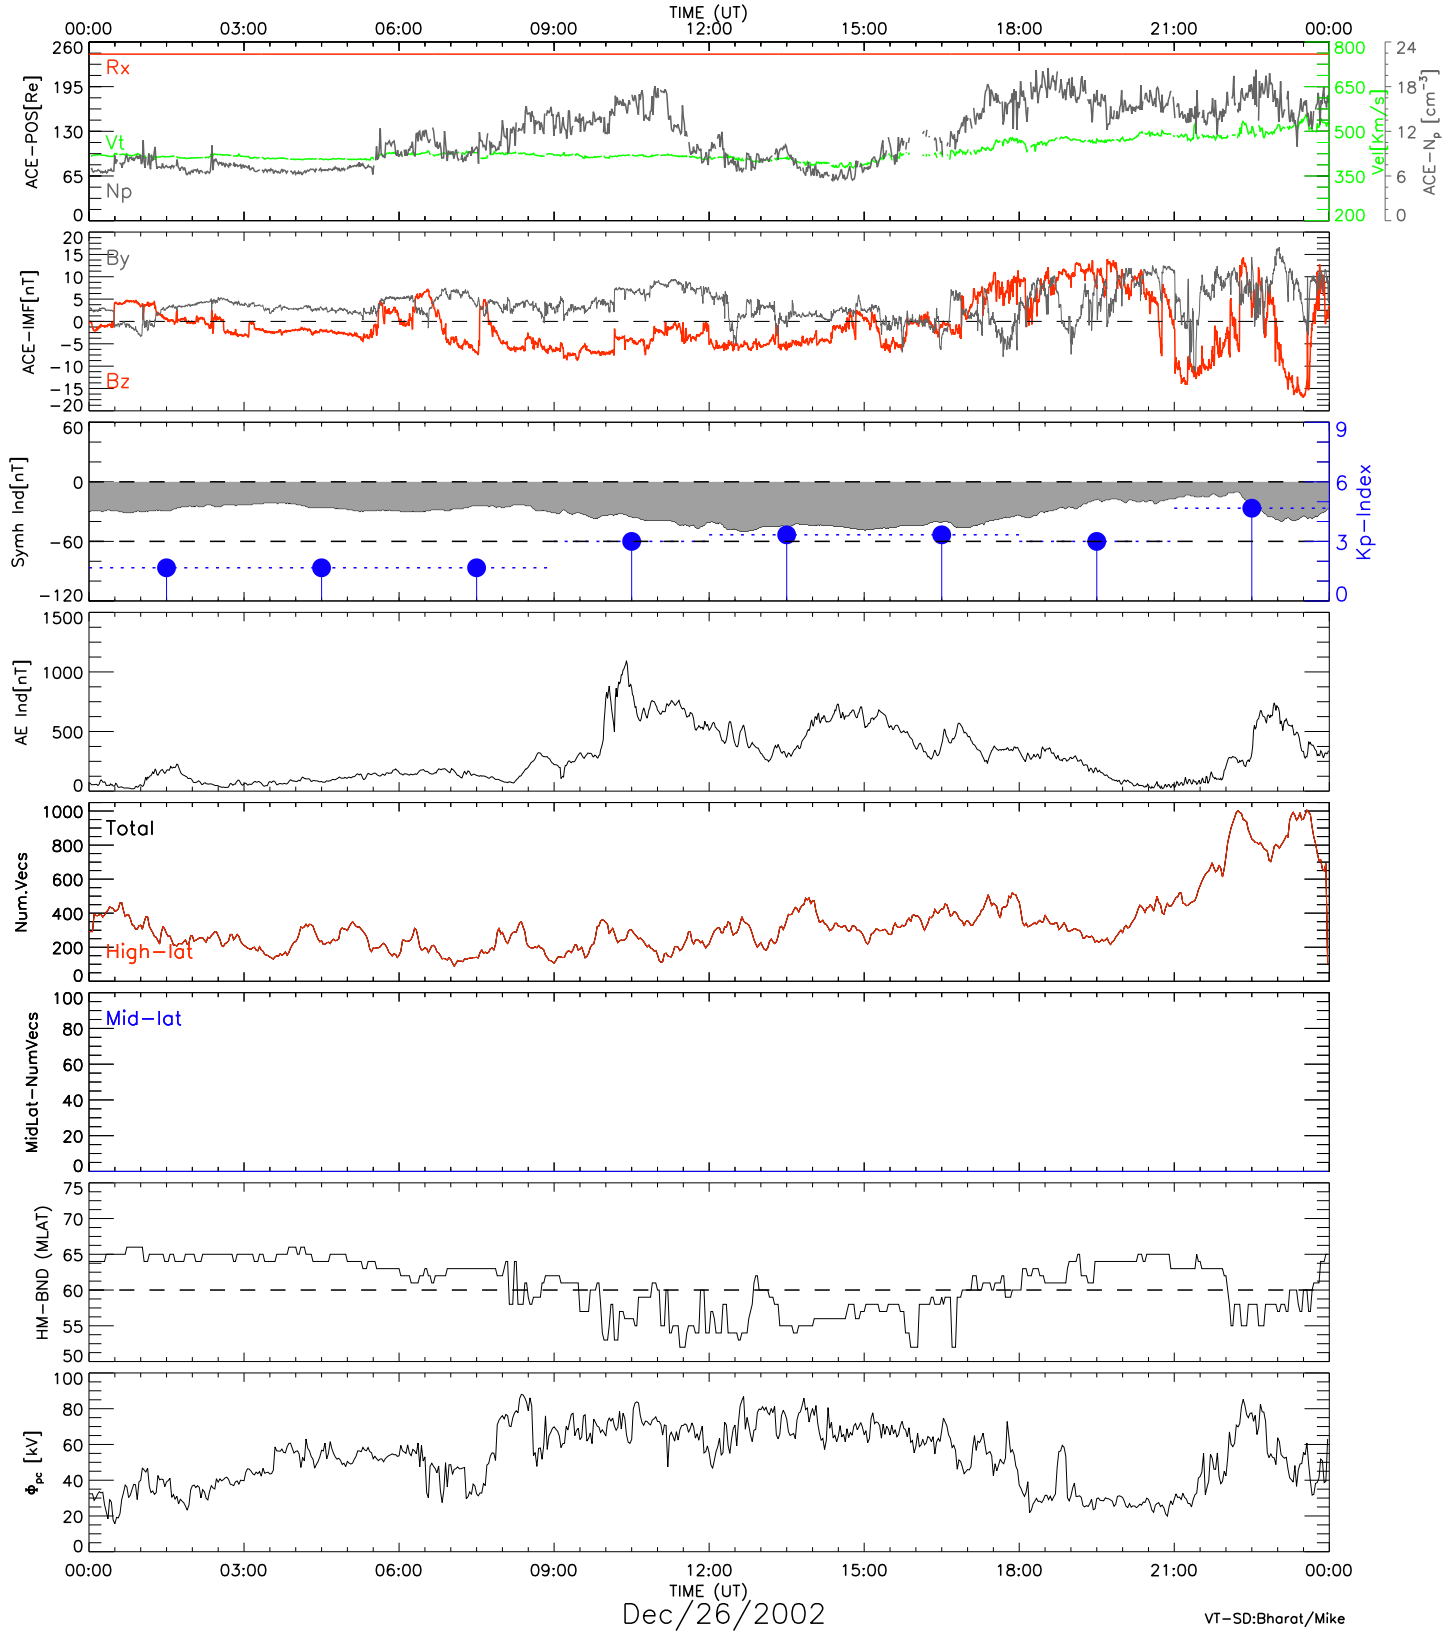 TIME (UT)
00:00 03:00 06:00 09:00 12:00 15:00 18:00 21:00 00:00
260 195 130 65 0
ACE-POS[Re]
Rx
Vt
Np
800 650 500 350 200
Vel[Km/s]
24 18 12 6 0
ACE-Np [cm-3]
20 15 10 5 0 -5 -10 -15 -20
ACE-IMF[nT]
By
Bz
60 0 -60 -120
Symh Ind[nT]
9 6 3 0
Kp-Index
1500 1000 500 0
AE Ind[nT]
1000 800 600 400 200 0
Num.Vecs
Total
High-lat
100 80 60 40 20 0
MidLat-NumVecs
Mid-lat
75 70 65 60 55 50
HM-BND (MLAT)
100 80 60 40 20 0
Φpc [kV]
00:00 03:00 06:00 09:00 12:00 15:00 18:00 21:00 00:00
TIME (UT)
Dec/26/2002
VT-SD:Bharat/Mike